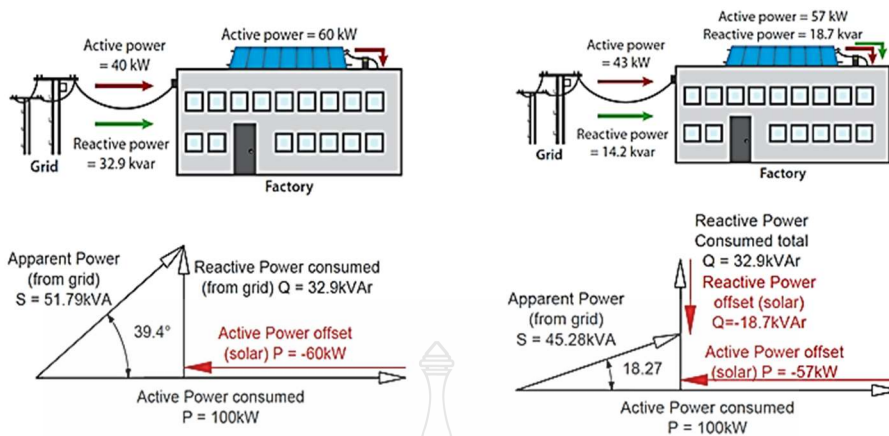 Active power = 60 kW
Active power
= 40 kW
Grid
Reactive power
= 32.9 kvar
Factory
Active power = 57 kW
Reactive power = 18.7 kvar
Active power
= 43 kW
Grid
Reactive power
= 14.2 kvar
Factory
Apparent Power
(from grid)
S = 51.79kVA
39.4°
Reactive Power consumed
(from grid) Q = 32.9kVAr
Active Power offset
(solar) P = -60kW
Active Power consumed
P = 100kW
Reactive Power
Consumed total
Q = 32.9kVAr
Reactive Power
offset (solar)
Q=-18.7kVAr
Apparent Power
(from grid)
S = 45.28kVA
18.27
Active Power offset
(solar) P = -57kW
Active Power consumed
P = 100kW